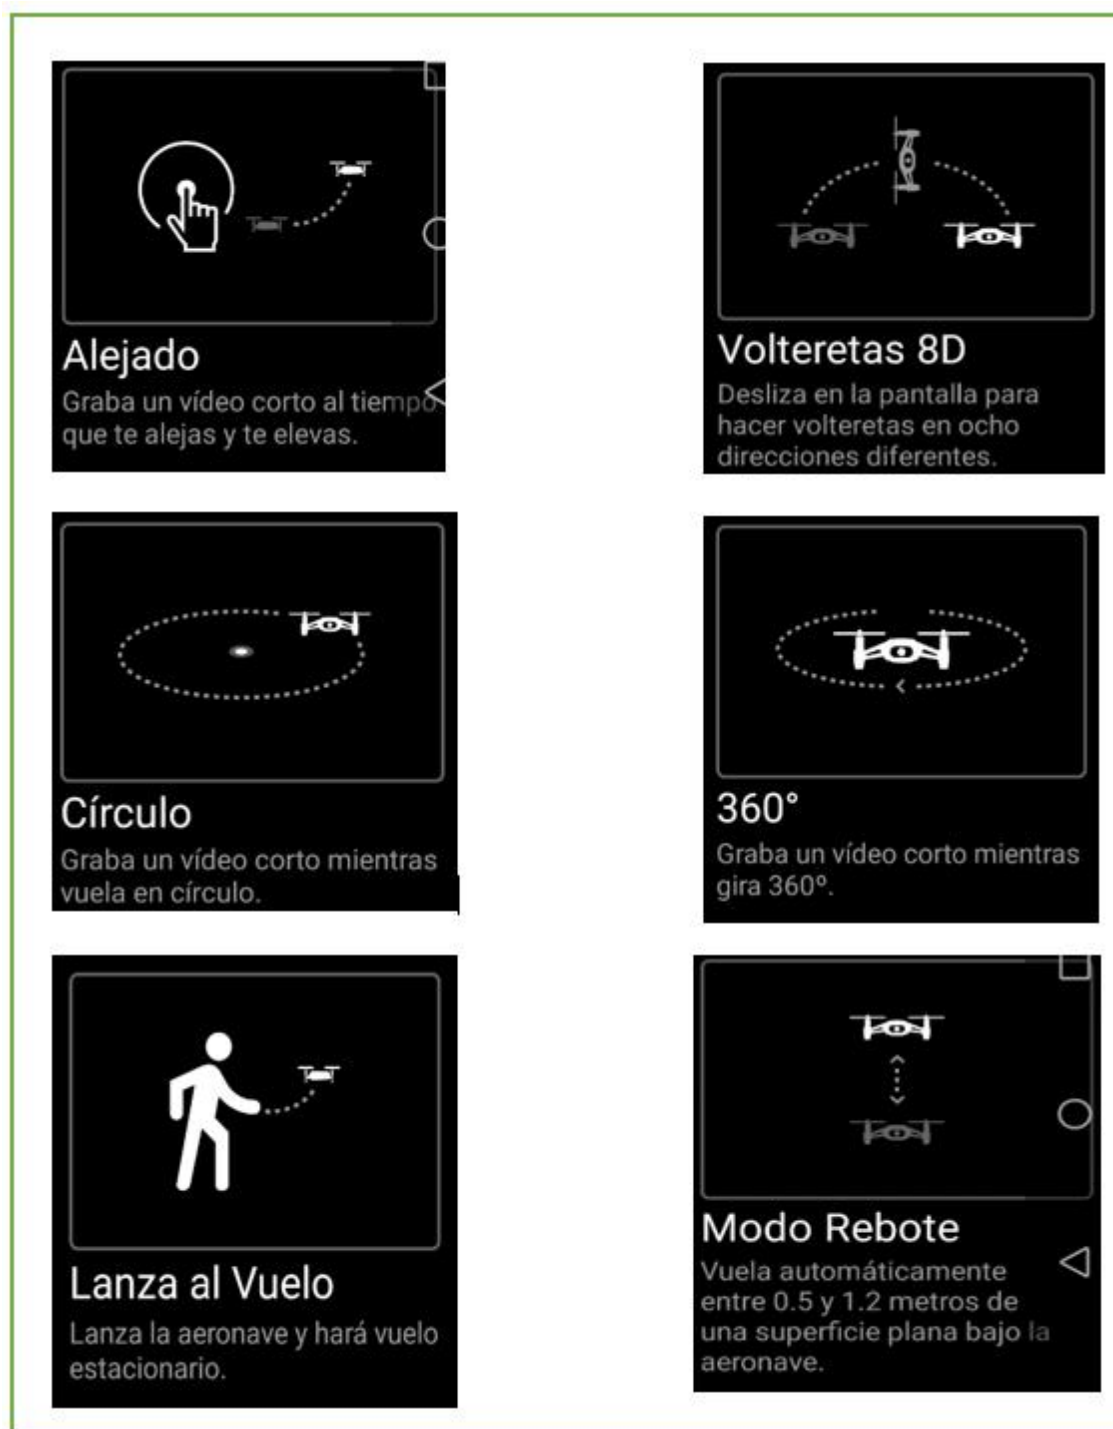 Alejado
Graba un vídeo corto al tiempo
que te alejas y te elevas.
Volteretas 8D
Desliza en la pantalla para
hacer volteretas en ocho
direcciones diferentes.
Círculo
Graba un vídeo corto mientras
vuela en círculo.
360°
Graba un vídeo corto mientras
gira 360º.
Lanza al Vuelo
Lanza la aeronave y hará vuelo
estacionario.
Modo Rebote
Vuela automáticamente
entre 0.5 y 1.2 metros de
una superficie plana bajo la
aeronave.